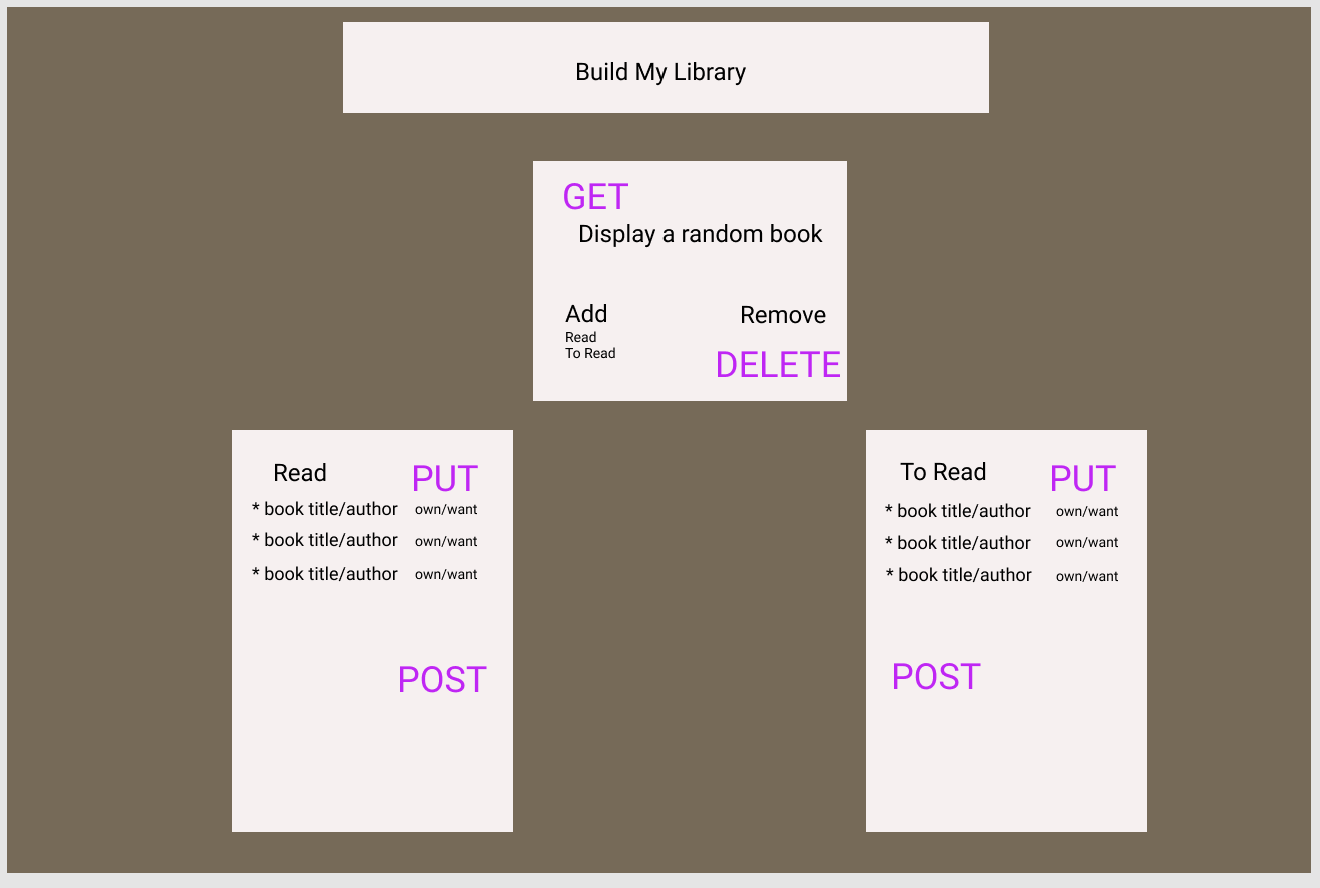 Build My Library
GET
Display a random book
Add
Remove
Read
To Read
DELETE
Read
PUT
* book title/author own/want
* book title/author own/want
* book title/author own/want
POST
To Read
PUT
* book title/author own/want
* book title/author own/want
* book title/author own/want
POST